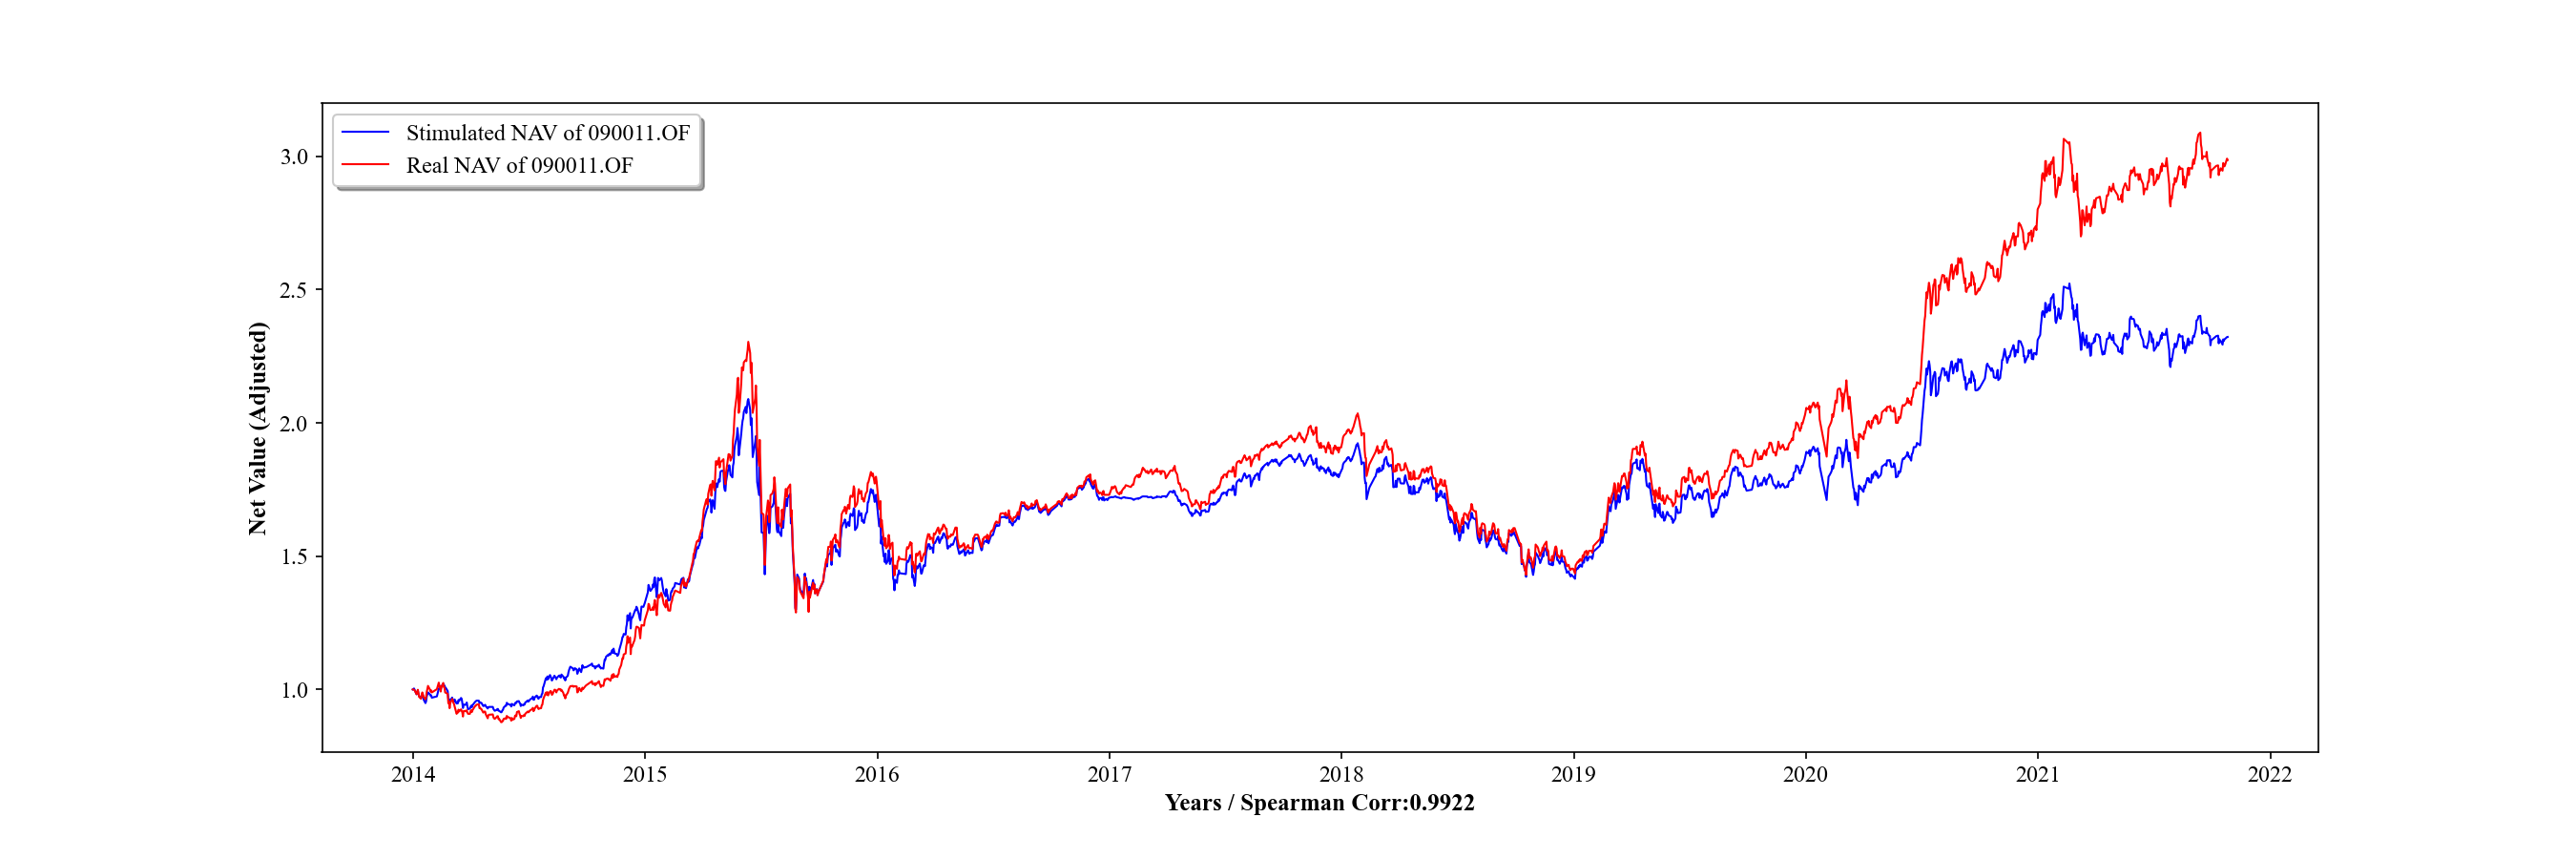 Stimulated NAV of 090011.OF
Real NAV of 090011.OF
Net Value (Adjusted)
3.0
2.5
2.0
1.5
1.0
2014 2015 2016 2017 2018 2019 2020 2021 2022
Years / Spearman Corr:0.9922